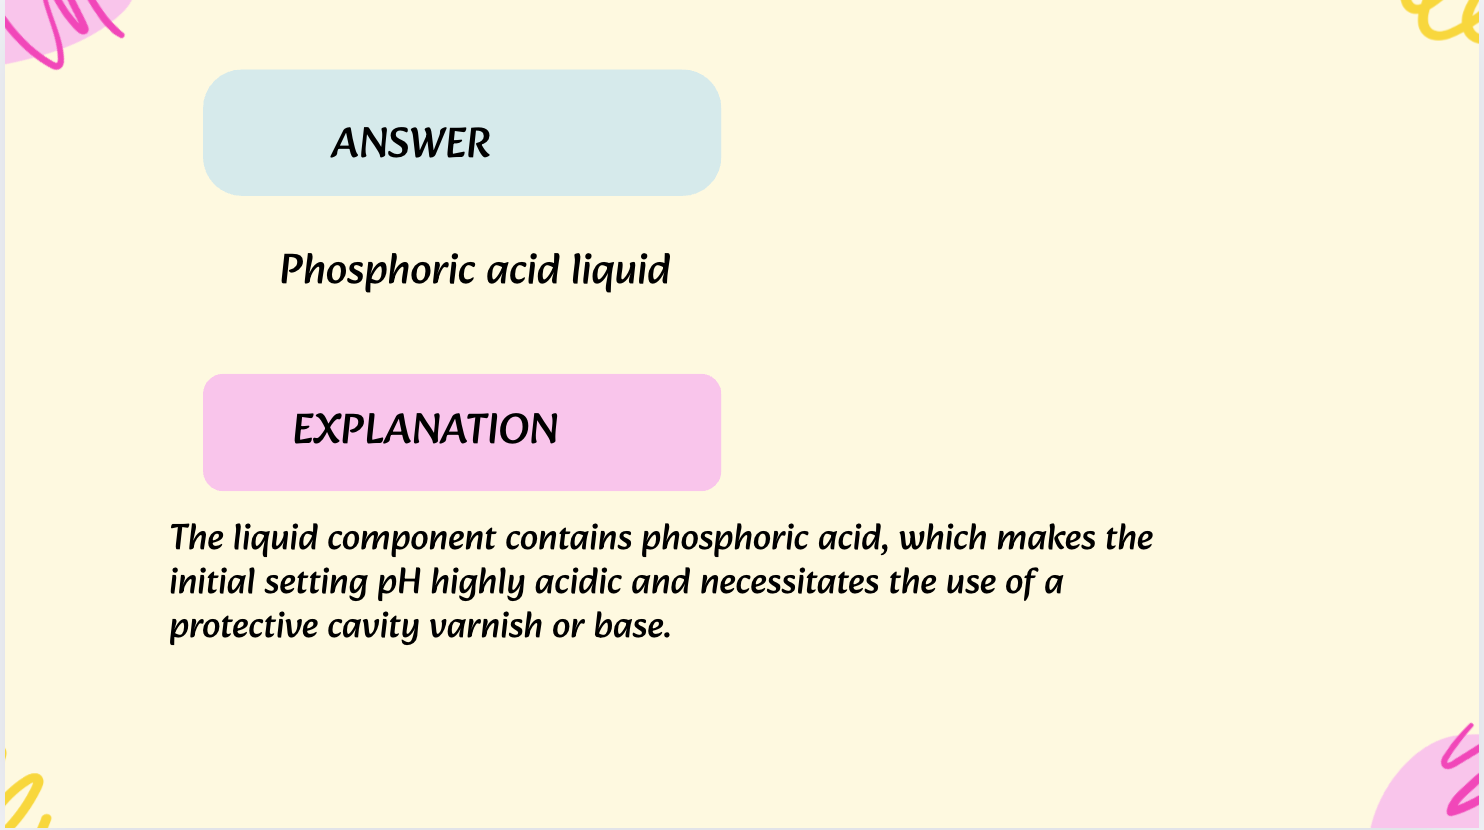 ANSWER
Phosphoric acid liquid
EXPLANATION
The liquid component contains phosphoric acid, which makes the
initial setting pH highly acidic and necessitates the use of a
protective cavity varnish or base.